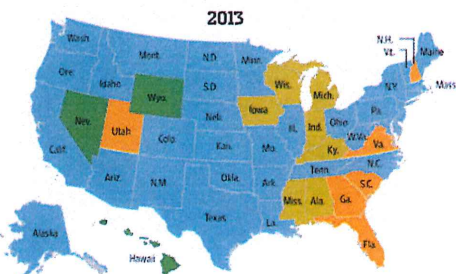 2013
Wash.
Mont.
N.D.
Minn.
N.H.
Vt.
Maine
Ore.
Idaho
S.D.
Wis.
Mich.
N.Y.
Mass
Wyo.
Nev.
Utah
Neb.
Iowa
Ill.
Ind.
Ohio
Pa.
Calif.
Colo.
Kan.
Mo.
Ky.
W.Va.
Va.
Ariz.
N.M.
Okla.
Ark.
Tenn.
N.C.
S.C.
Texas
La.
Miss.
Ala.
Ga.
Alaska
Hawaii
Fla.